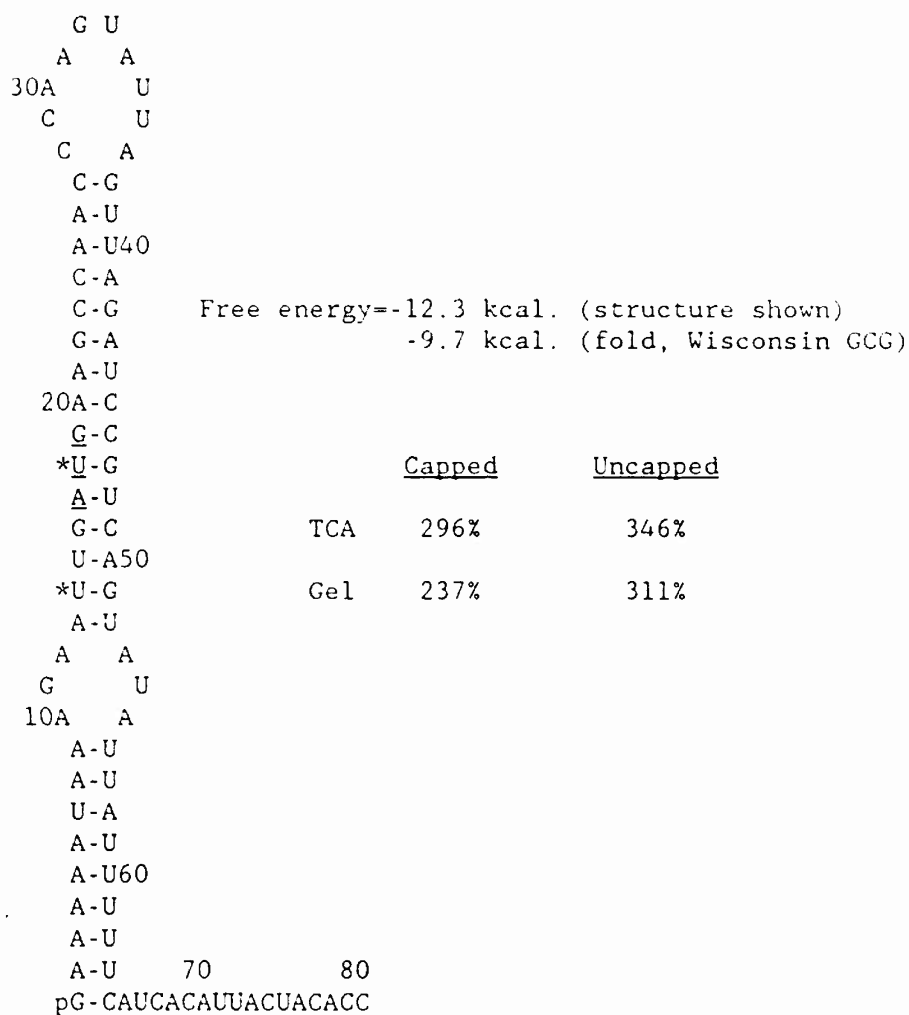 G U
A A
30A U
C U
C A
C-G
A-U
A-U40
C-A
C-G Free energy=-12.3 kcal. (structure shown)
G-A -9.7 kcal. (fold, Wisconsin GCG)
A-U
20A-C
G-C
*U-G Capped Uncapped
A-U
G-C TCA 296% 346%
U-A50
*U-G Gel 237% 311%
A-U
A A
G U
10A A
A-U
A-U
U-A
A-U
A-U60
A-U
A-U
A-U 70 80
pG-CAUCACAUUACUACACC